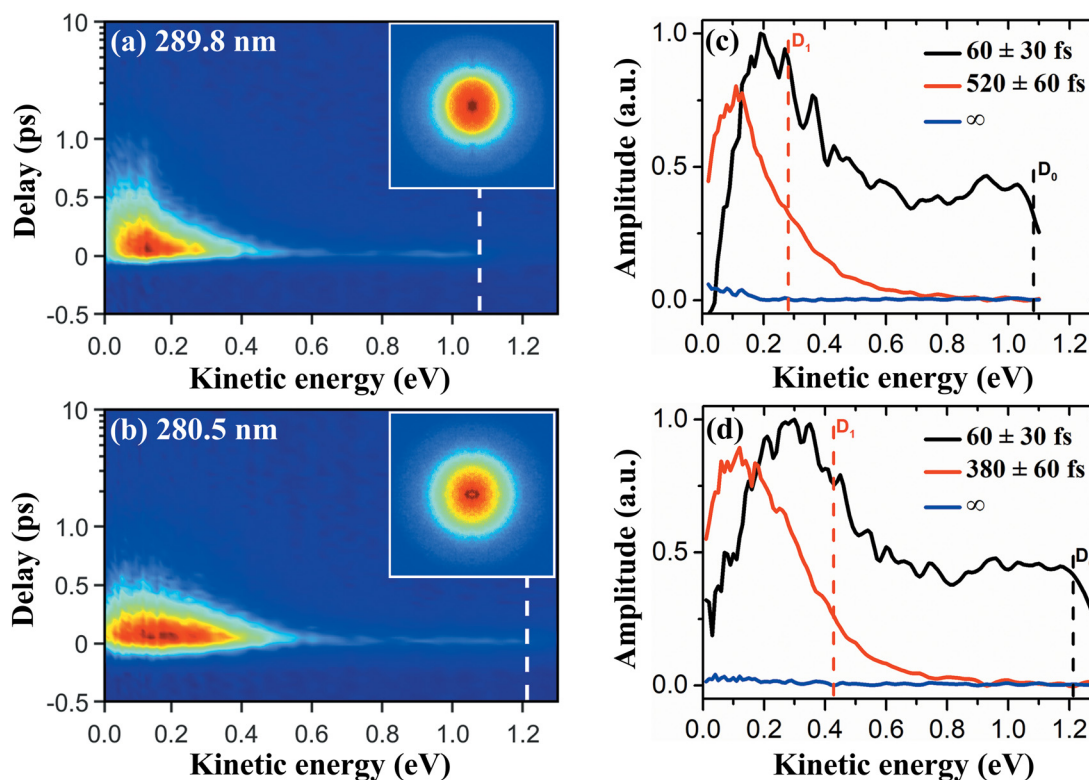 (a) 289.8 nm
10
1.0
0.5
0
-0.5
Delay (ps)
0.0 0.2 0.4 0.6 0.8 1.0 1.2
Kinetic energy (eV)
(c)
D₁
60 ± 30 fs
520 ± 60 fs
∞
D₀
1.0
0.5
0.0
Amplitude (a.u.)
0.0 0.2 0.4 0.6 0.8 1.0 1.2
Kinetic energy (eV)
(b) 280.5 nm
10
1.0
0.5
0
-0.5
Delay (ps)
0.0 0.2 0.4 0.6 0.8 1.0 1.2
Kinetic energy (eV)
(d)
D₁
60 ± 30 fs
380 ± 60 fs
∞
D
1.0
0.5
0.0
Amplitude (a.u.)
0.0 0.2 0.4 0.6 0.8 1.0 1.2
Kinetic energy (eV)